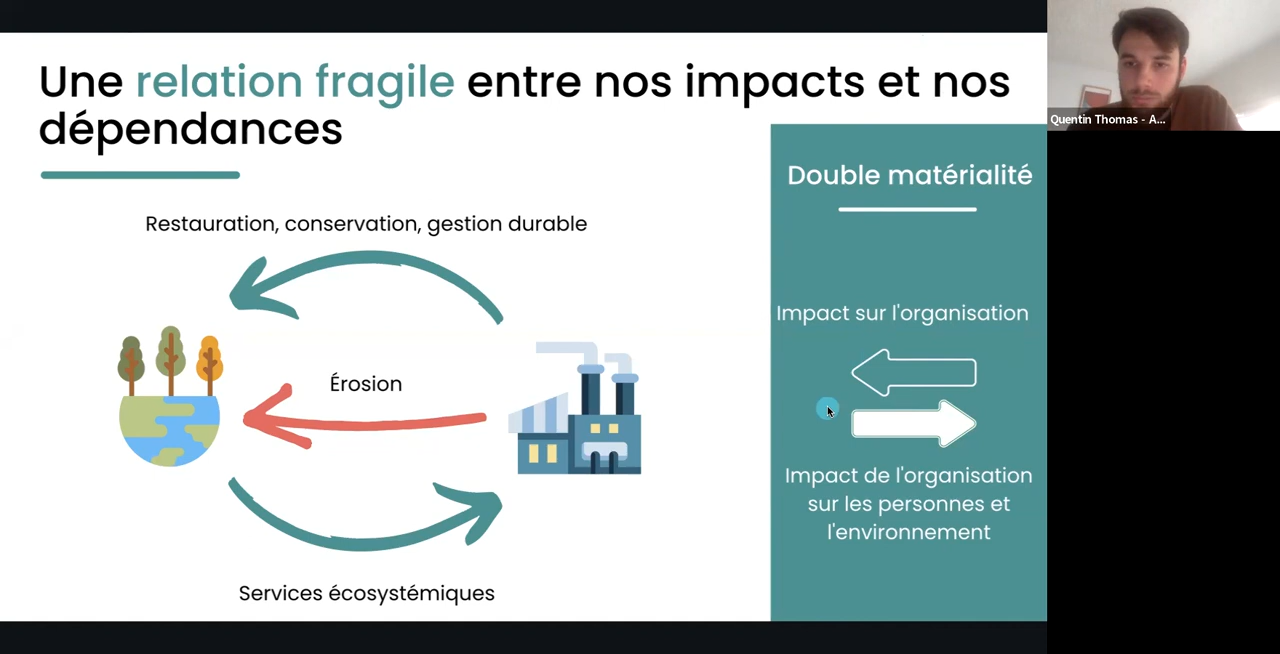 Une relation fragile entre nos impacts et nos
dépendances
Restauration, conservation, gestion durable
Érosion
Services écosystémiques
Double matérialité
Impact sur l'organisation
Impact de l'organisation
sur les personnes et
l'environnement
Quentin Thomas - A...